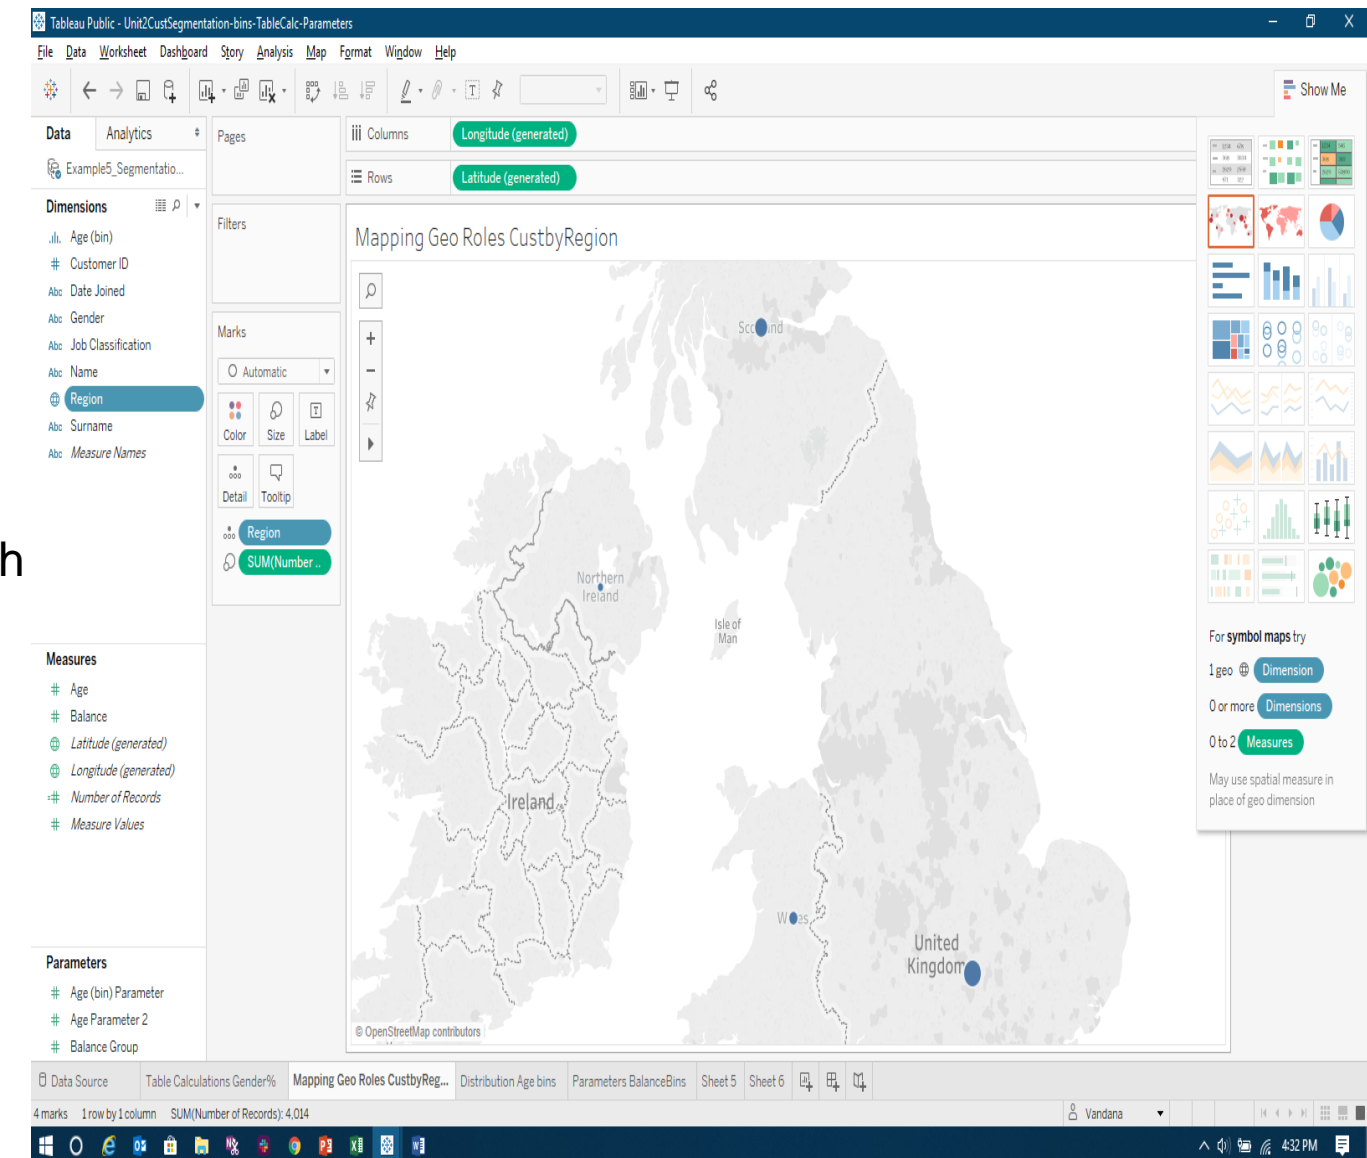 Tableau Public - Unit2CustSegmentation-bins-TableCalc-Parameters
File Data Worksheet Dashboard Story Analysis Map Format Window Help
Show Me
Data Analytics
Example5_Segmentatio...
Dimensions
Age (bin)
# Customer ID
Abc Date Joined
Abc Gender
Abc Job Classification
Abc Name
Region
Abc Surname
Abc Measure Names
h
Measures
# Age
# Balance
Latitude (generated)
Longitude (generated)
=# Number of Records
# Measure Values
Parameters
# Age (bin) Parameter
# Age Parameter 2
# Balance Group
Pages
Filters
Marks
Automatic
Color Size Label
Detail Tooltip
Region
SUM(Number ..
iii Columns Longitude (generated)
Rows Latitude (generated)
Mapping Geo Roles CustbyRegion
Northern
Ireland
Isle of
Man
Ireland
United
Kingdom
© OpenStreetMap contributors
For symbol maps try
1 geo Dimension
0 or more Dimensions
0 to 2 Measures
May use spatial measure in
place of geo dimension
Data Source Table Calculations Gender% Mapping Geo Roles CustbyReg... Distribution Age bins Parameters BalanceBins Sheet 5 Sheet 6
4 marks 1 row by 1 column SUM(Number of Records): 4,014
Vandana
4:32 PM